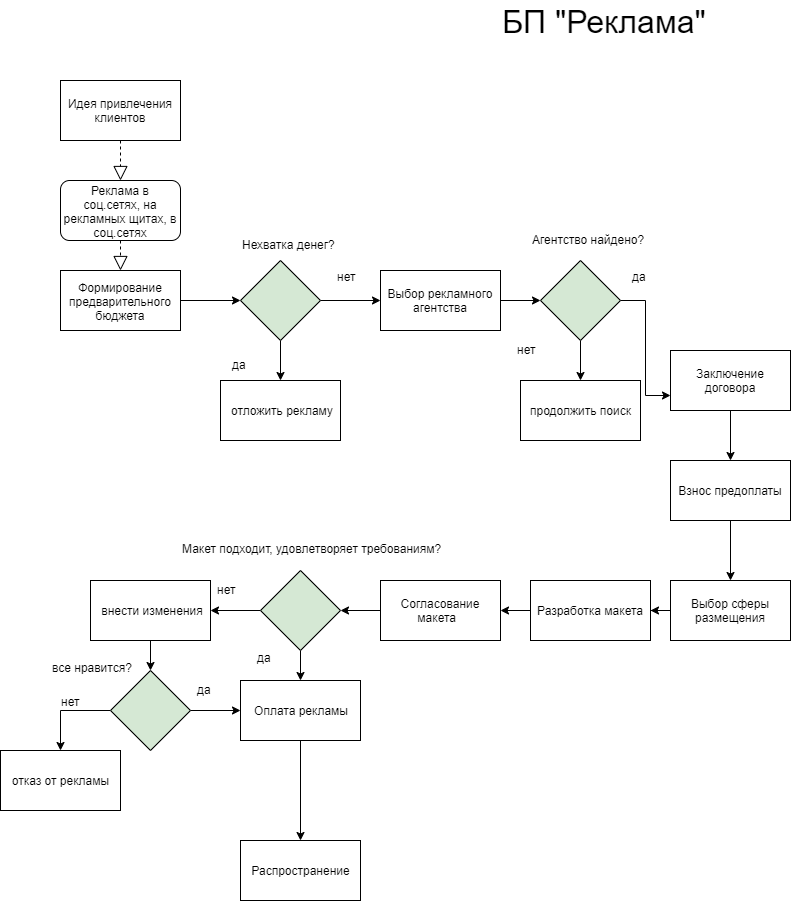 БП "Реклама"
Идея привлечения
клиентов
Реклама в
соц.сетях, на
рекламных щитах, в
соц.сетях
Формирование
предварительного
бюджета
Нехватка денег?
нет
да
отложить рекламу
Выбор рекламного
агентства
Агентство найдено?
да
нет
продолжить поиск
Заключение
договора
Взнос предоплаты
Выбор сферы
размещения
Разработка макета
Согласование
макета
Макет подходит, удовлетворяет требованиям?
нет
да
внести изменения
все нравится?
да
нет
отказ от рекламы
Оплата рекламы
Распространение